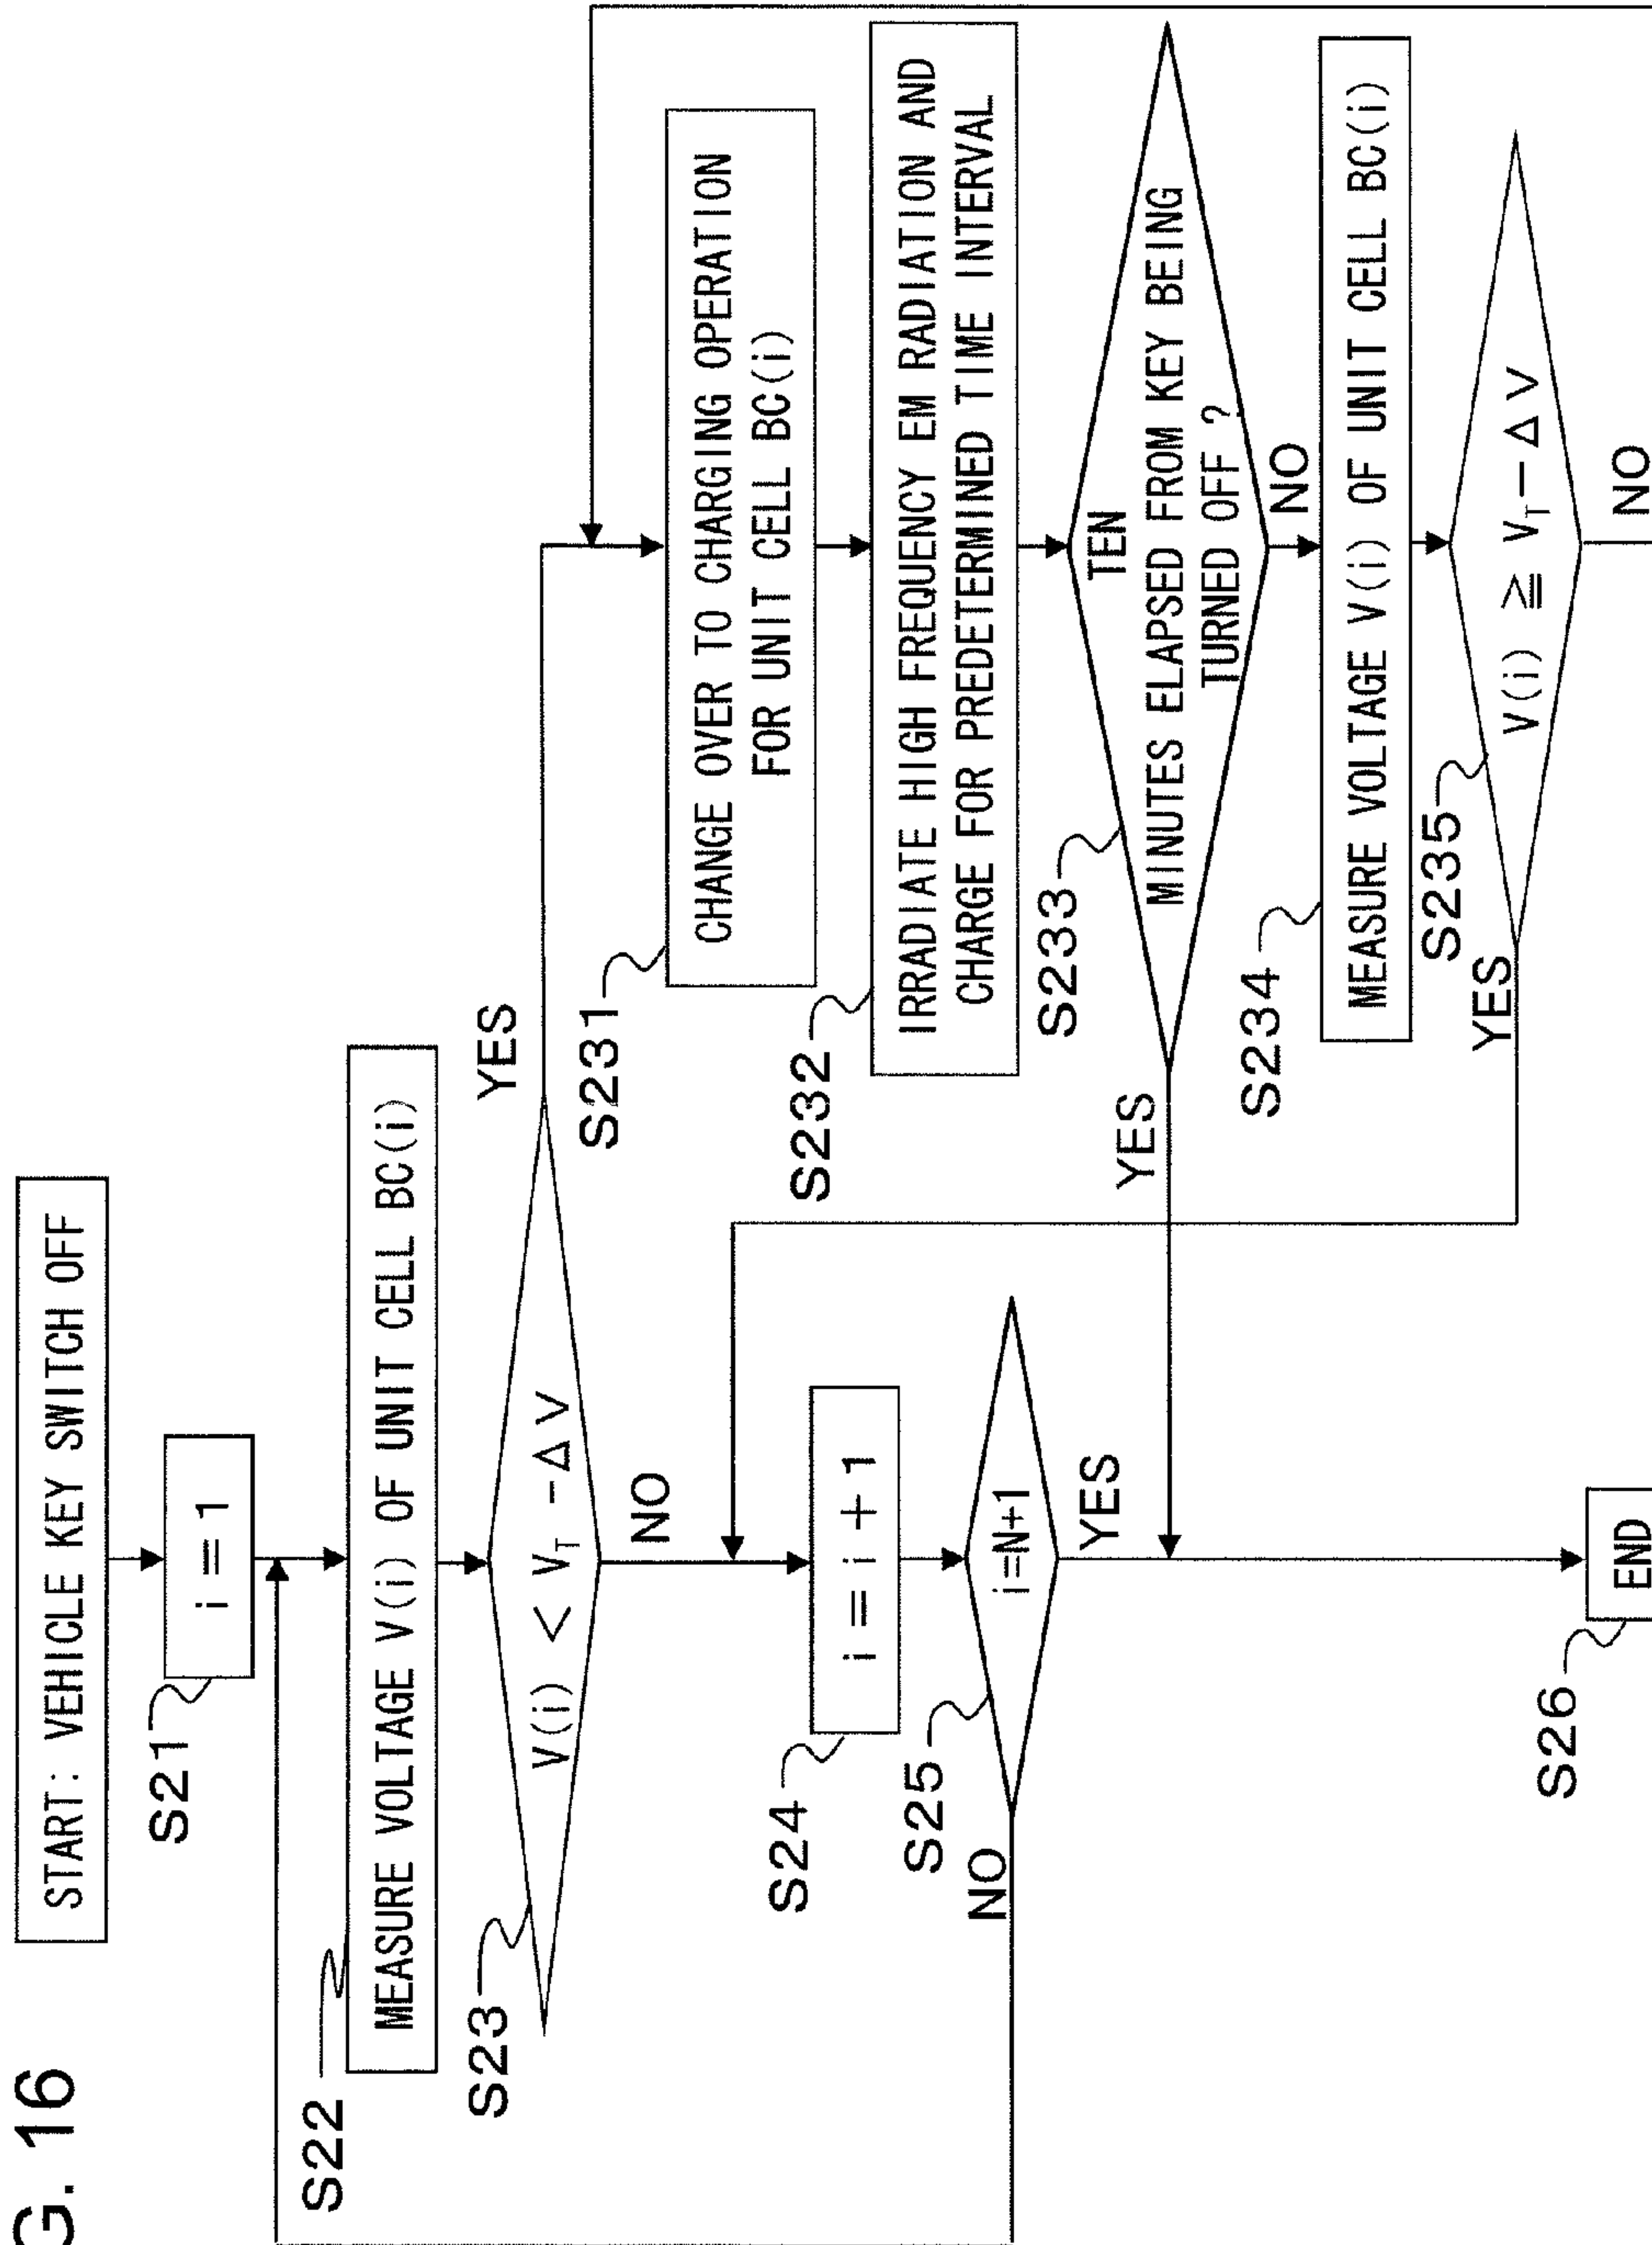 G. 16
START: VEHICLE KEY SWITCH OFF
S21
i = 1
S22
MEASURE VOLTAGE V(i) OF UNIT CELL BC(i)
S23
V(i) < VT - ΔV
YES
NO
S231
CHANGE OVER TO CHARGING OPERATION
FOR UNIT CELL BC(i)
S232
IRRADIATE HIGH FREQUENCY EM RADIATION AND
CHARGE FOR PREDETERMINED TIME INTERVAL
S233
TEN
MINUTES ELAPSED FROM KEY BEING
TURNED OFF ?
YES
NO
S234
MEASURE VOLTAGE V(i) OF UNIT CELL BC(i)
S235
V(i) ≧ VT - ΔV
YES
NO
S24
i = i + 1
S25
i=N+1
NO
YES
S26
END